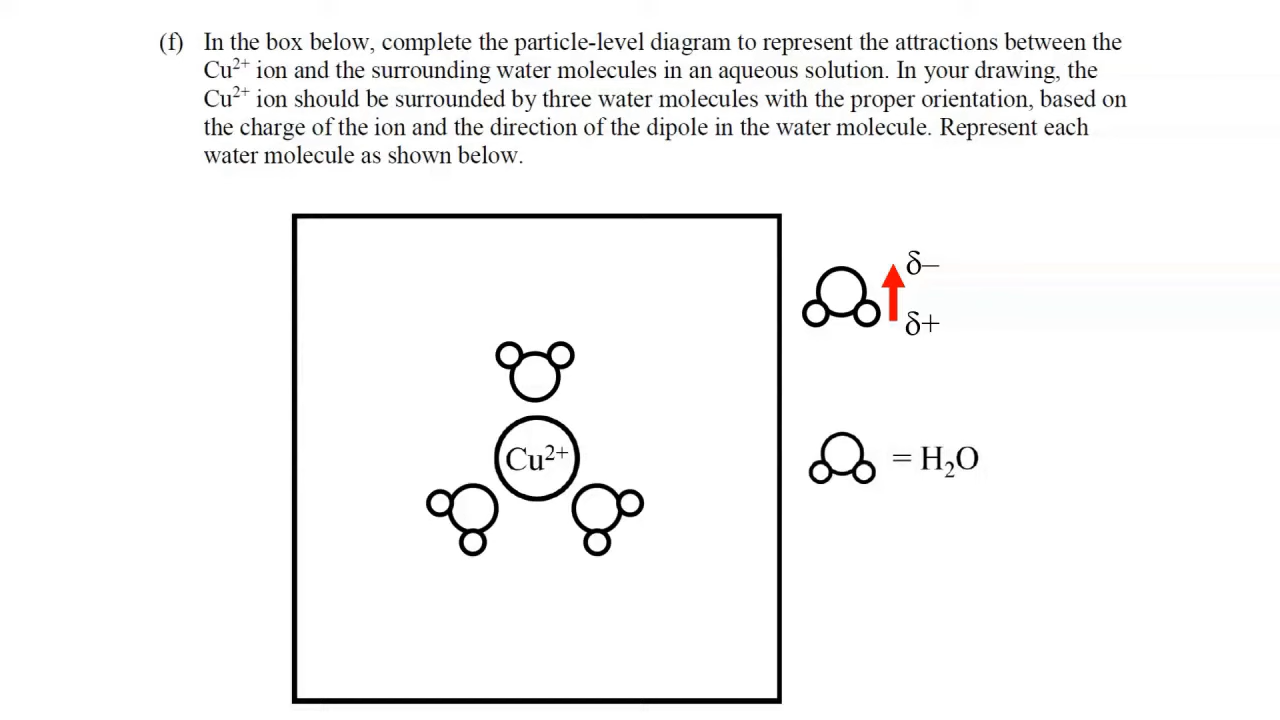 (f) In the box below, complete the particle-level diagram to represent the attractions between the
Cu²⁺ ion and the surrounding water molecules in an aqueous solution. In your drawing, the
Cu²⁺ ion should be surrounded by three water molecules with the proper orientation, based on
the charge of the ion and the direction of the dipole in the water molecule. Represent each
water molecule as shown below.
δ–
δ+
Cu²⁺
= H₂O